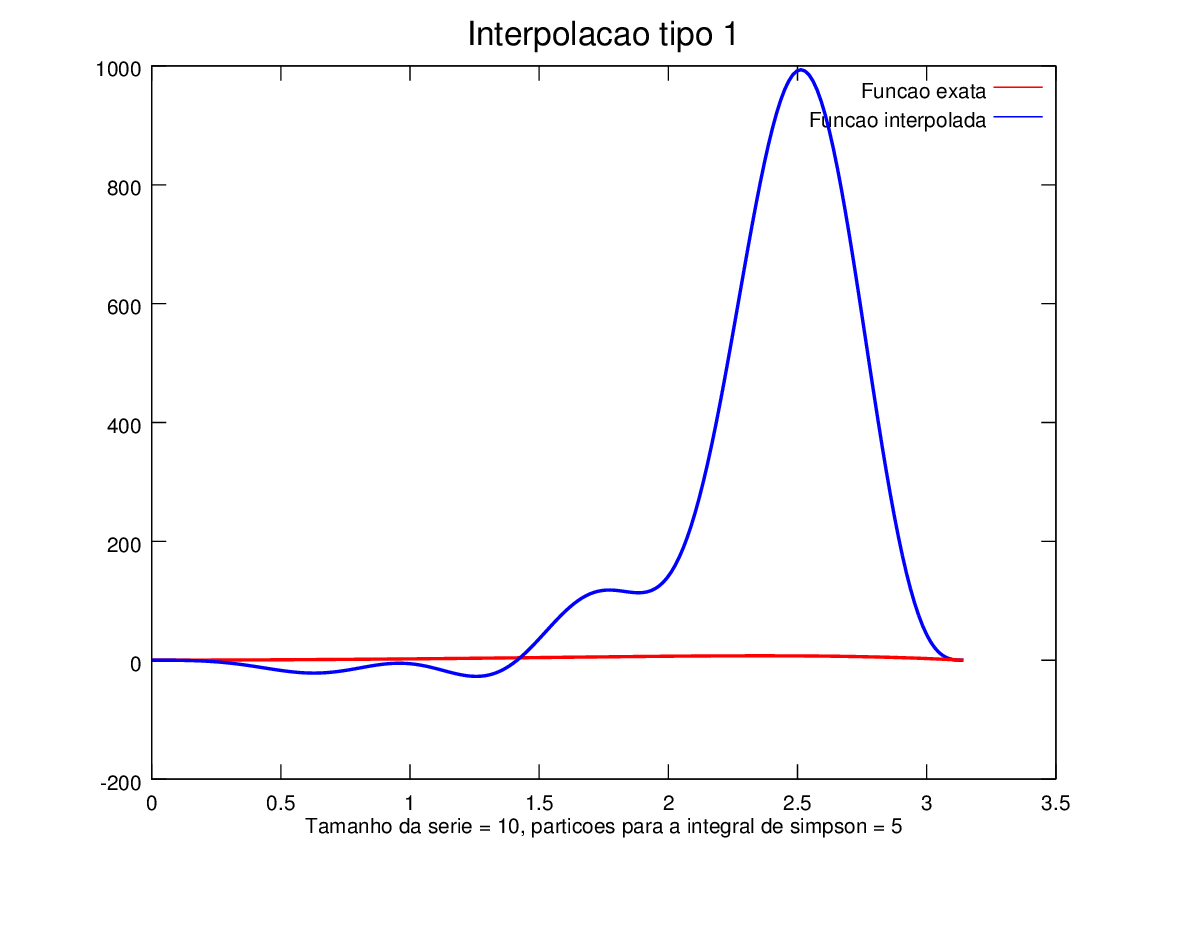 Interpolacao tipo 1
1000
Funcao exata
Funcao interpolada
800
600
400
200
0
-200
0 0.5 1 1.5 2 2.5 3 3.5
Tamanho da serie = 10, particoes para a integral de simpson = 5